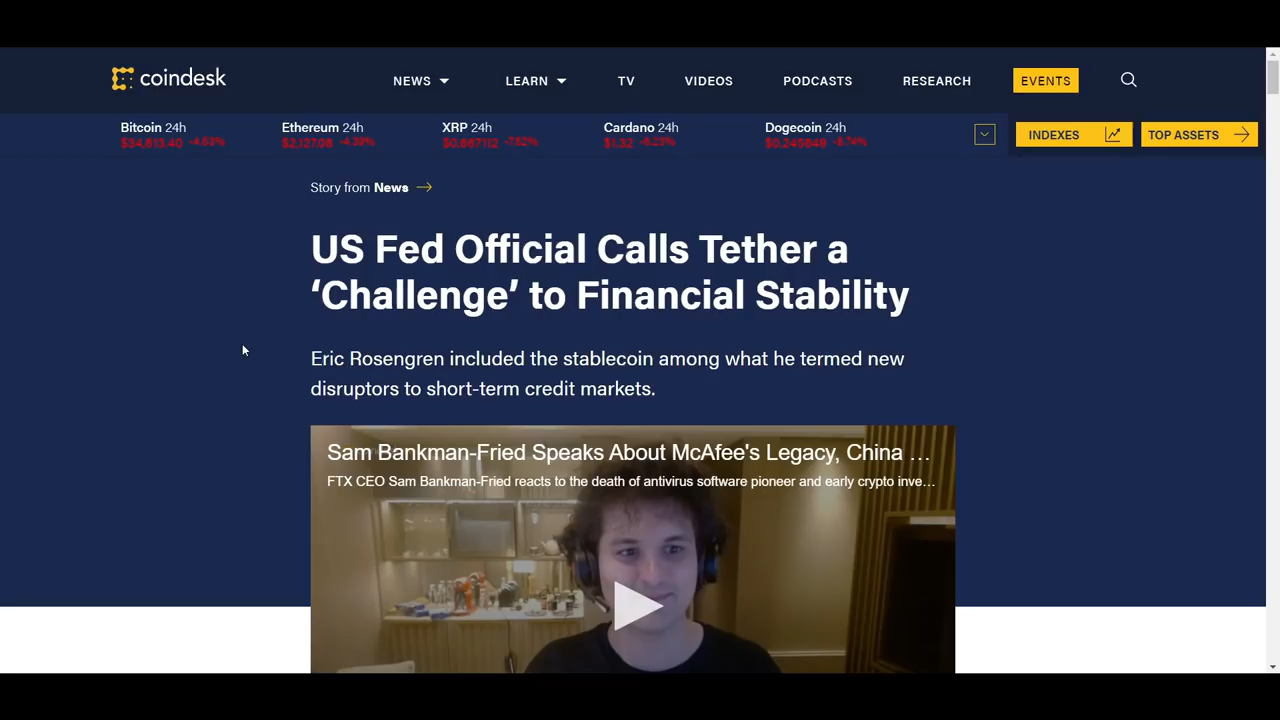 coindesk
NEWS LEARN TV VIDEOS PODCASTS RESEARCH EVENTS
Bitcoin 24h Ethereum 24h XRP 24h Cardano 24h Dogecoin 24h
INDEXES TOP ASSETS
Story from News
US Fed Official Calls Tether a
‘Challenge’ to Financial Stability
Eric Rosengren included the stablecoin among what he termed new
disruptors to short-term credit markets.
Sam Bankman-Fried Speaks About McAfee's Legacy, China …
FTX CEO Sam Bankman-Fried reacts to the death of antivirus software pioneer and early crypto inve…